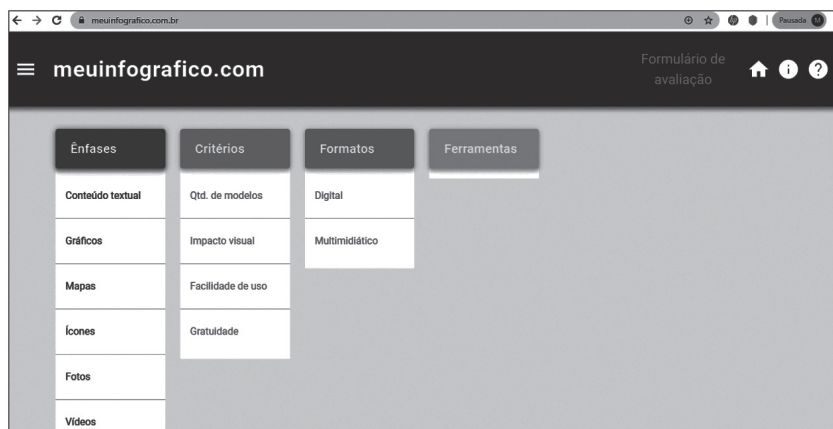 meuinfografico.com.br
Pausada M
meuinfografico.com
Formulário de
avaliação
Ênfases
Critérios
Formatos
Ferramentas
Conteúdo textual
Qtd. de modelos
Digital
Gráficos
Impacto visual
Multimidiático
Mapas
Facilidade de uso
Ícones
Gratuidade
Fotos
Vídeos